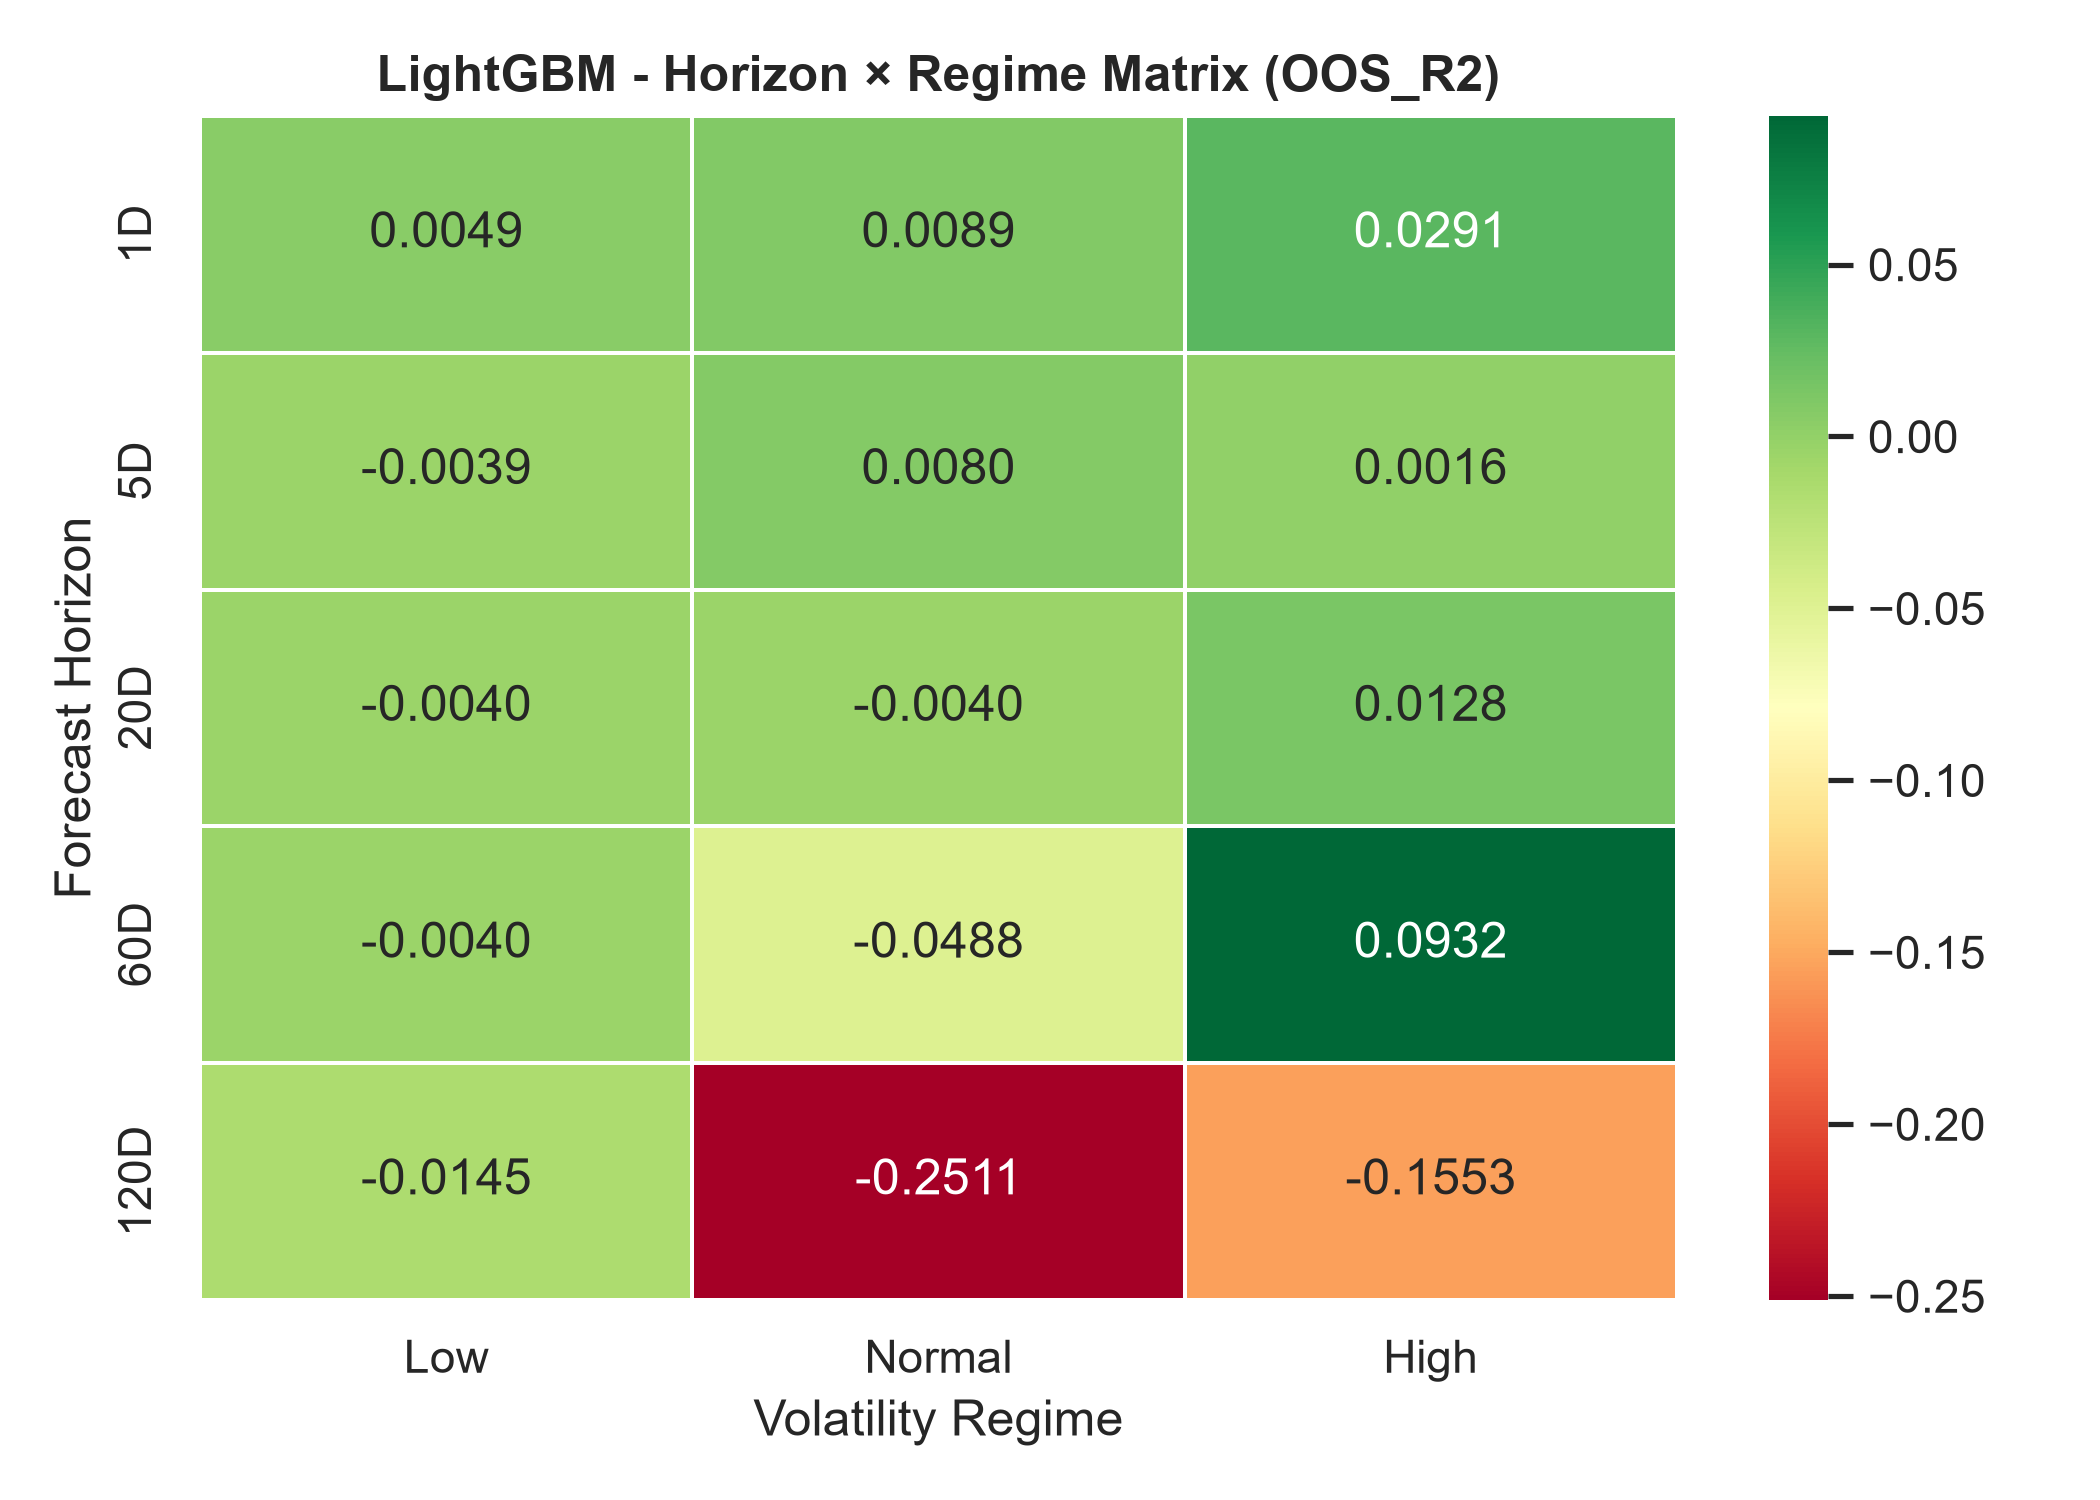 LightGBM - Horizon × Regime Matrix (OOS_R2)
Forecast Horizon
1D
0.0049 0.0089 0.0291
5D
-0.0039 0.0080 0.0016
20D
-0.0040 -0.0040 0.0128
60D
-0.0040 -0.0488 0.0932
120D
-0.0145 -0.2511 -0.1553
Low Normal High
Volatility Regime
0.05
0.00
−0.05
−0.10
−0.15
−0.20
−0.25